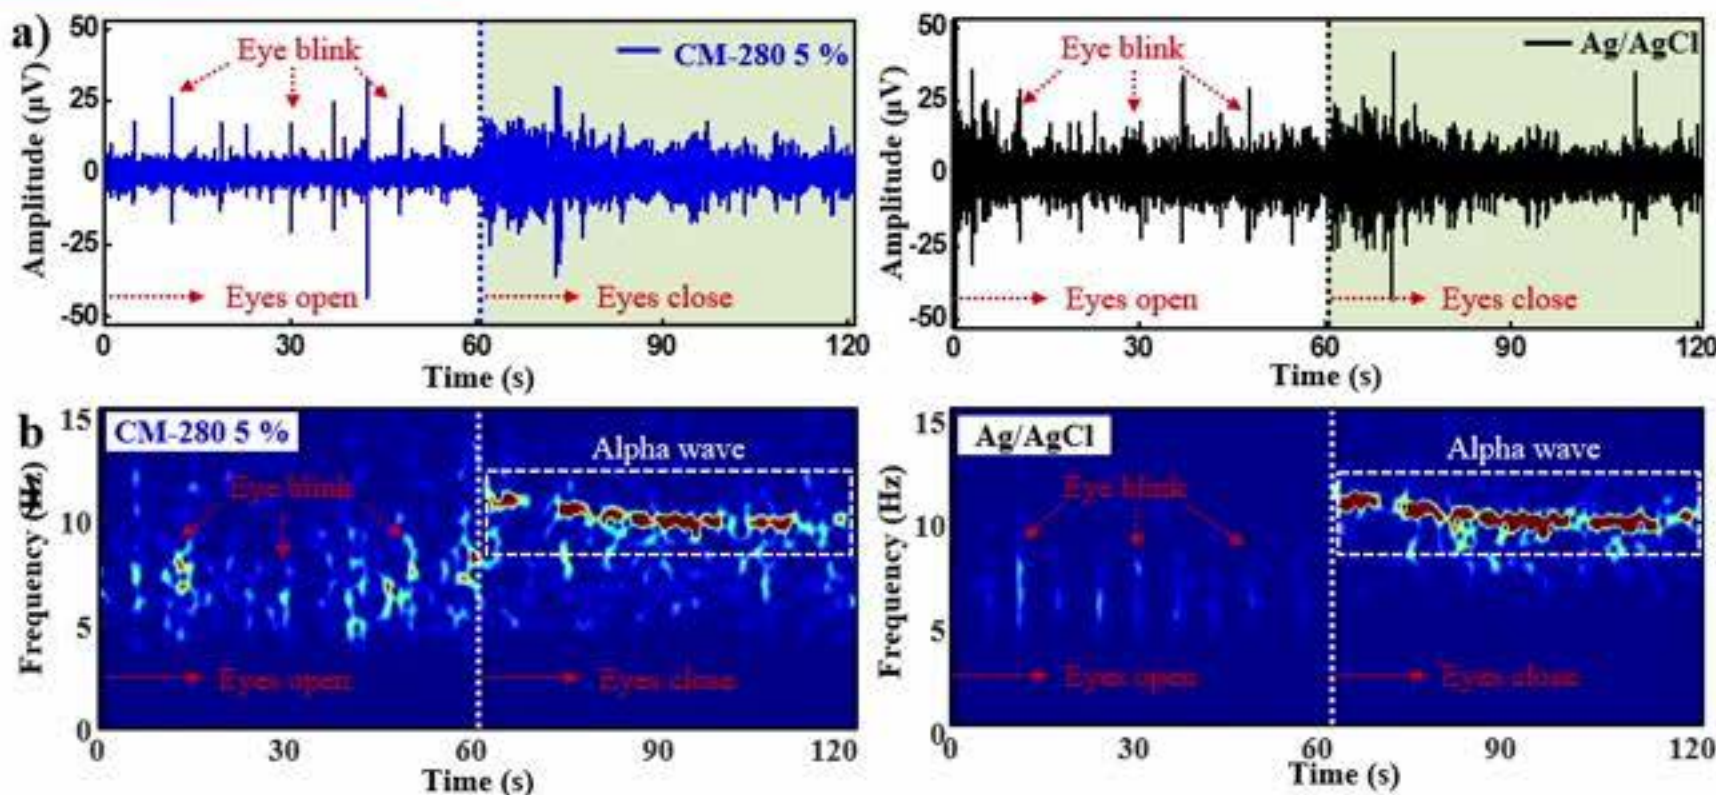 a)
50
25
0
-25
-50
Amplitude (μV)
Eye blink
CM-280 5 %
Eyes open
Eyes close
0
30
60
90
120
Time (s)
50
25
0
-25
-50
Amplitude (μV)
Eye blink
Ag/AgCl
Eyes open
Eyes close
0
30
60
90
120
Time (s)
b
15
10
5
0
Frequency (Hz)
CM-280 5 %
Alpha wave
Eye blink
Eyes open
Eyes close
0
30
60
90
120
Time (s)
15
10
5
0
Frequency (Hz)
Ag/AgCl
Alpha wave
Eye blink
Eyes open
Eyes close
0
30
60
90
120
Time (s)